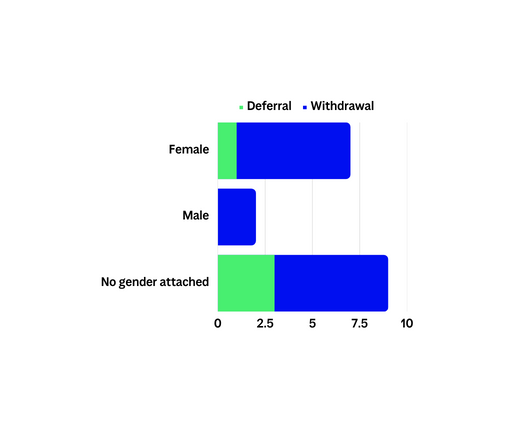 Deferral Withdrawal
Female
Male
No gender attached
0 2.5 5 7.5 10